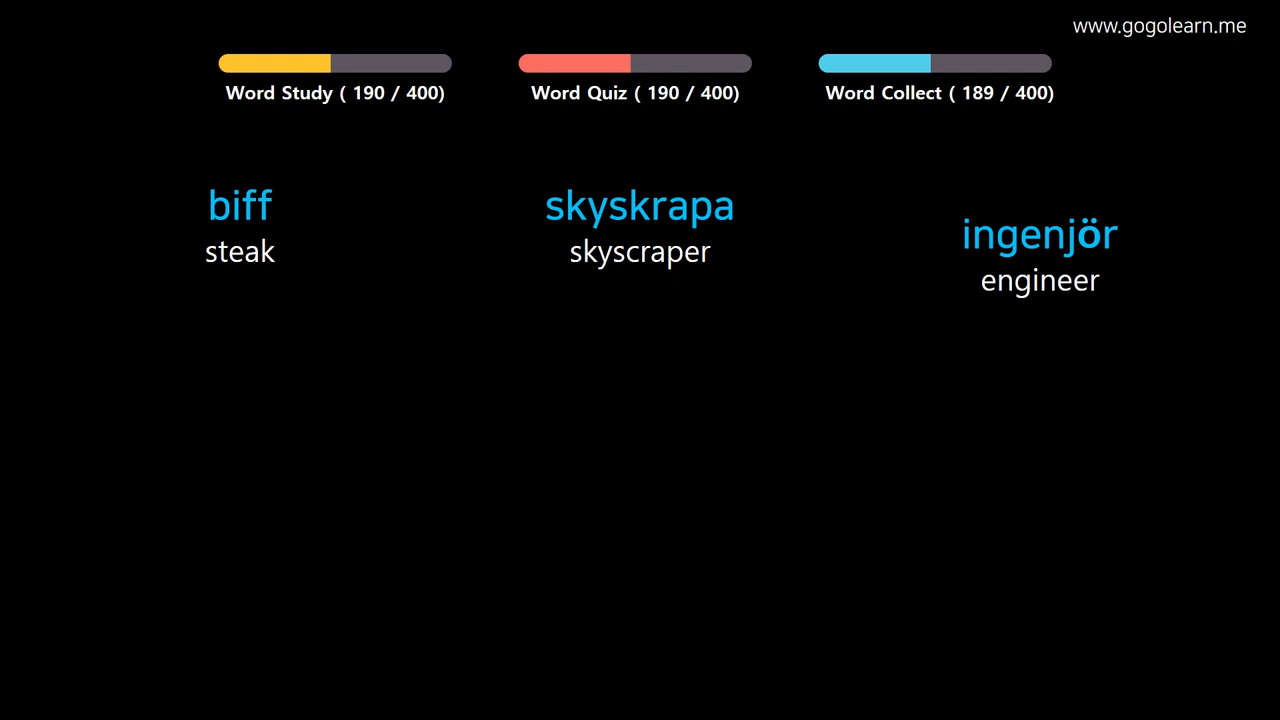 www.gogolearn.me
Word Study ( 190 / 400)
Word Quiz ( 190 / 400)
Word Collect ( 189 / 400)
biff
steak
skyskrapa
skyscraper
ingenjör
engineer